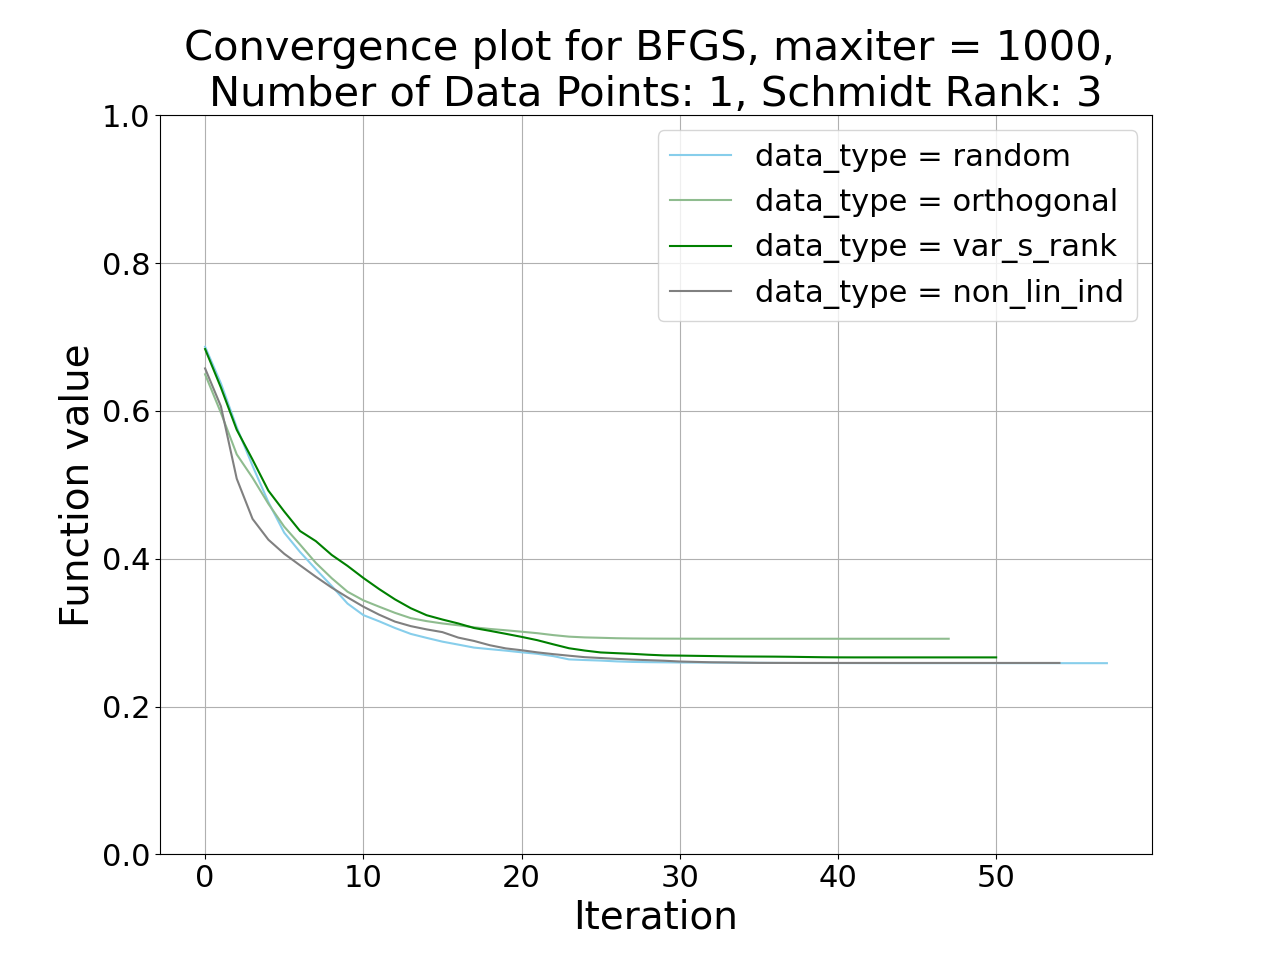 Convergence plot for BFGS, maxiter = 1000,
Number of Data Points: 1, Schmidt Rank: 3
1.0
0.8
0.6
0.4
0.2
0.0
Function value
data_type = random
data_type = orthogonal
data_type = var_s_rank
data_type = non_lin_ind
0 10 20 30 40 50
Iteration